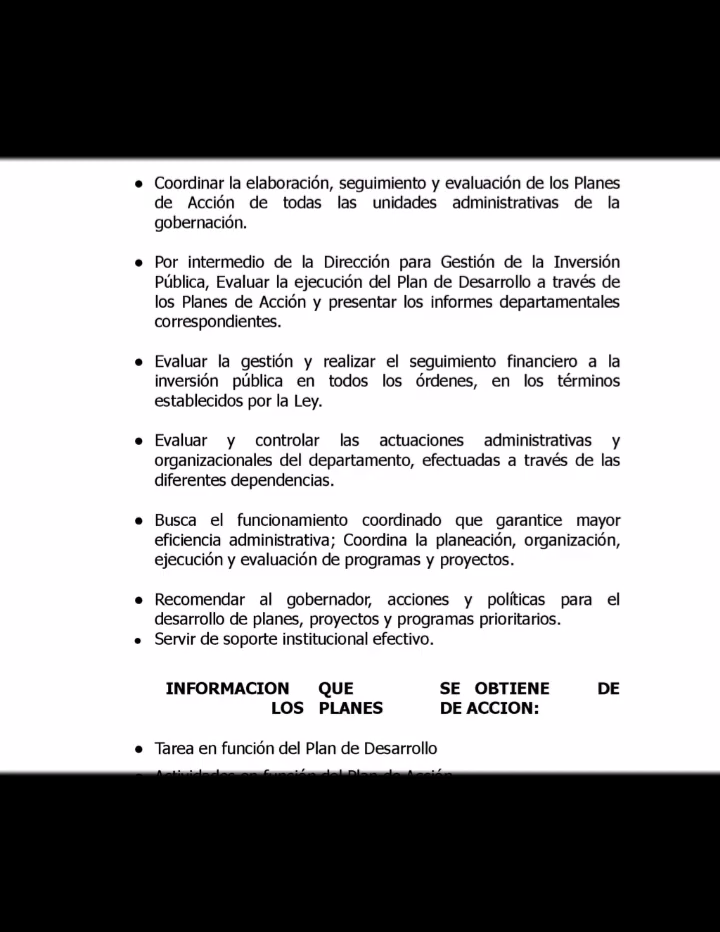 ● Coordinar la elaboración, seguimiento y evaluación de los Planes
de Acción de todas las unidades administrativas de la
gobernación.
● Por intermedio de la Dirección para Gestión de la Inversión
Pública, Evaluar la ejecución del Plan de Desarrollo a través de
los Planes de Acción y presentar los informes departamentales
correspondientes.
● Evaluar la gestión y realizar el seguimiento financiero a la
inversión pública en todos los órdenes, en los términos
establecidos por la Ley.
● Evaluar y controlar las actuaciones administrativas y
organizacionales del departamento, efectuadas a través de las
diferentes dependencias.
● Busca el funcionamiento coordinado que garantice mayor
eficiencia administrativa; Coordina la planeación, organización,
ejecución y evaluación de programas y proyectos.
● Recomendar al gobernador, acciones y políticas para el
desarrollo de planes, proyectos y programas prioritarios.
● Servir de soporte institucional efectivo.
INFORMACION QUE SE OBTIENE DE
LOS PLANES DE ACCION:
● Tarea en función del Plan de Desarrollo
● Actividades en función del Plan de Acción